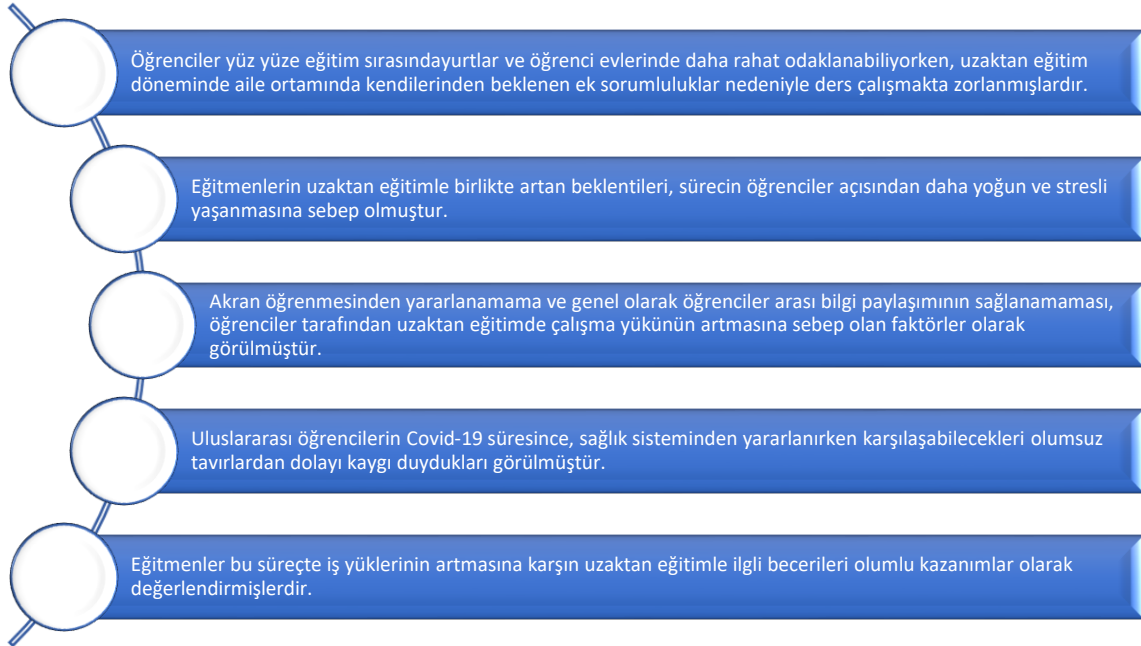 Öğrenciler yüz yüze eğitim sırasındayurtlar ve öğrenci evlerinde daha rahat odaklanabiliyorken, uzaktan eğitim
döneminde aile ortamında kendilerinden beklenen ek sorumluluklar nedeniyle ders çalışmakta zorlanmışlardır.
Eğitmenlerin uzaktan eğitimle birlikte artan beklentileri, sürecin öğrenciler açısından daha yoğun ve stresli
yaşanmasına sebep olmuştur.
Akran öğrenmesinden yararlanamama ve genel olarak öğrenciler arası bilgi paylaşımının sağlanamaması,
öğrenciler tarafından uzaktan eğitimde çalışma yükünün artmasına sebep olan faktörler olarak
görülmüştür.
Uluslararası öğrencilerin Covid-19 süresince, sağlık sisteminden yararlanırken karşılaşabilecekleri olumsuz
tavırlardan dolayı kaygı duydukları görülmüştür.
Eğitmenler bu süreçte iş yüklerinin artmasına karşın uzaktan eğitimle ilgli becerileri olumlu kazanımlar olarak
değerlendirmişlerdir.